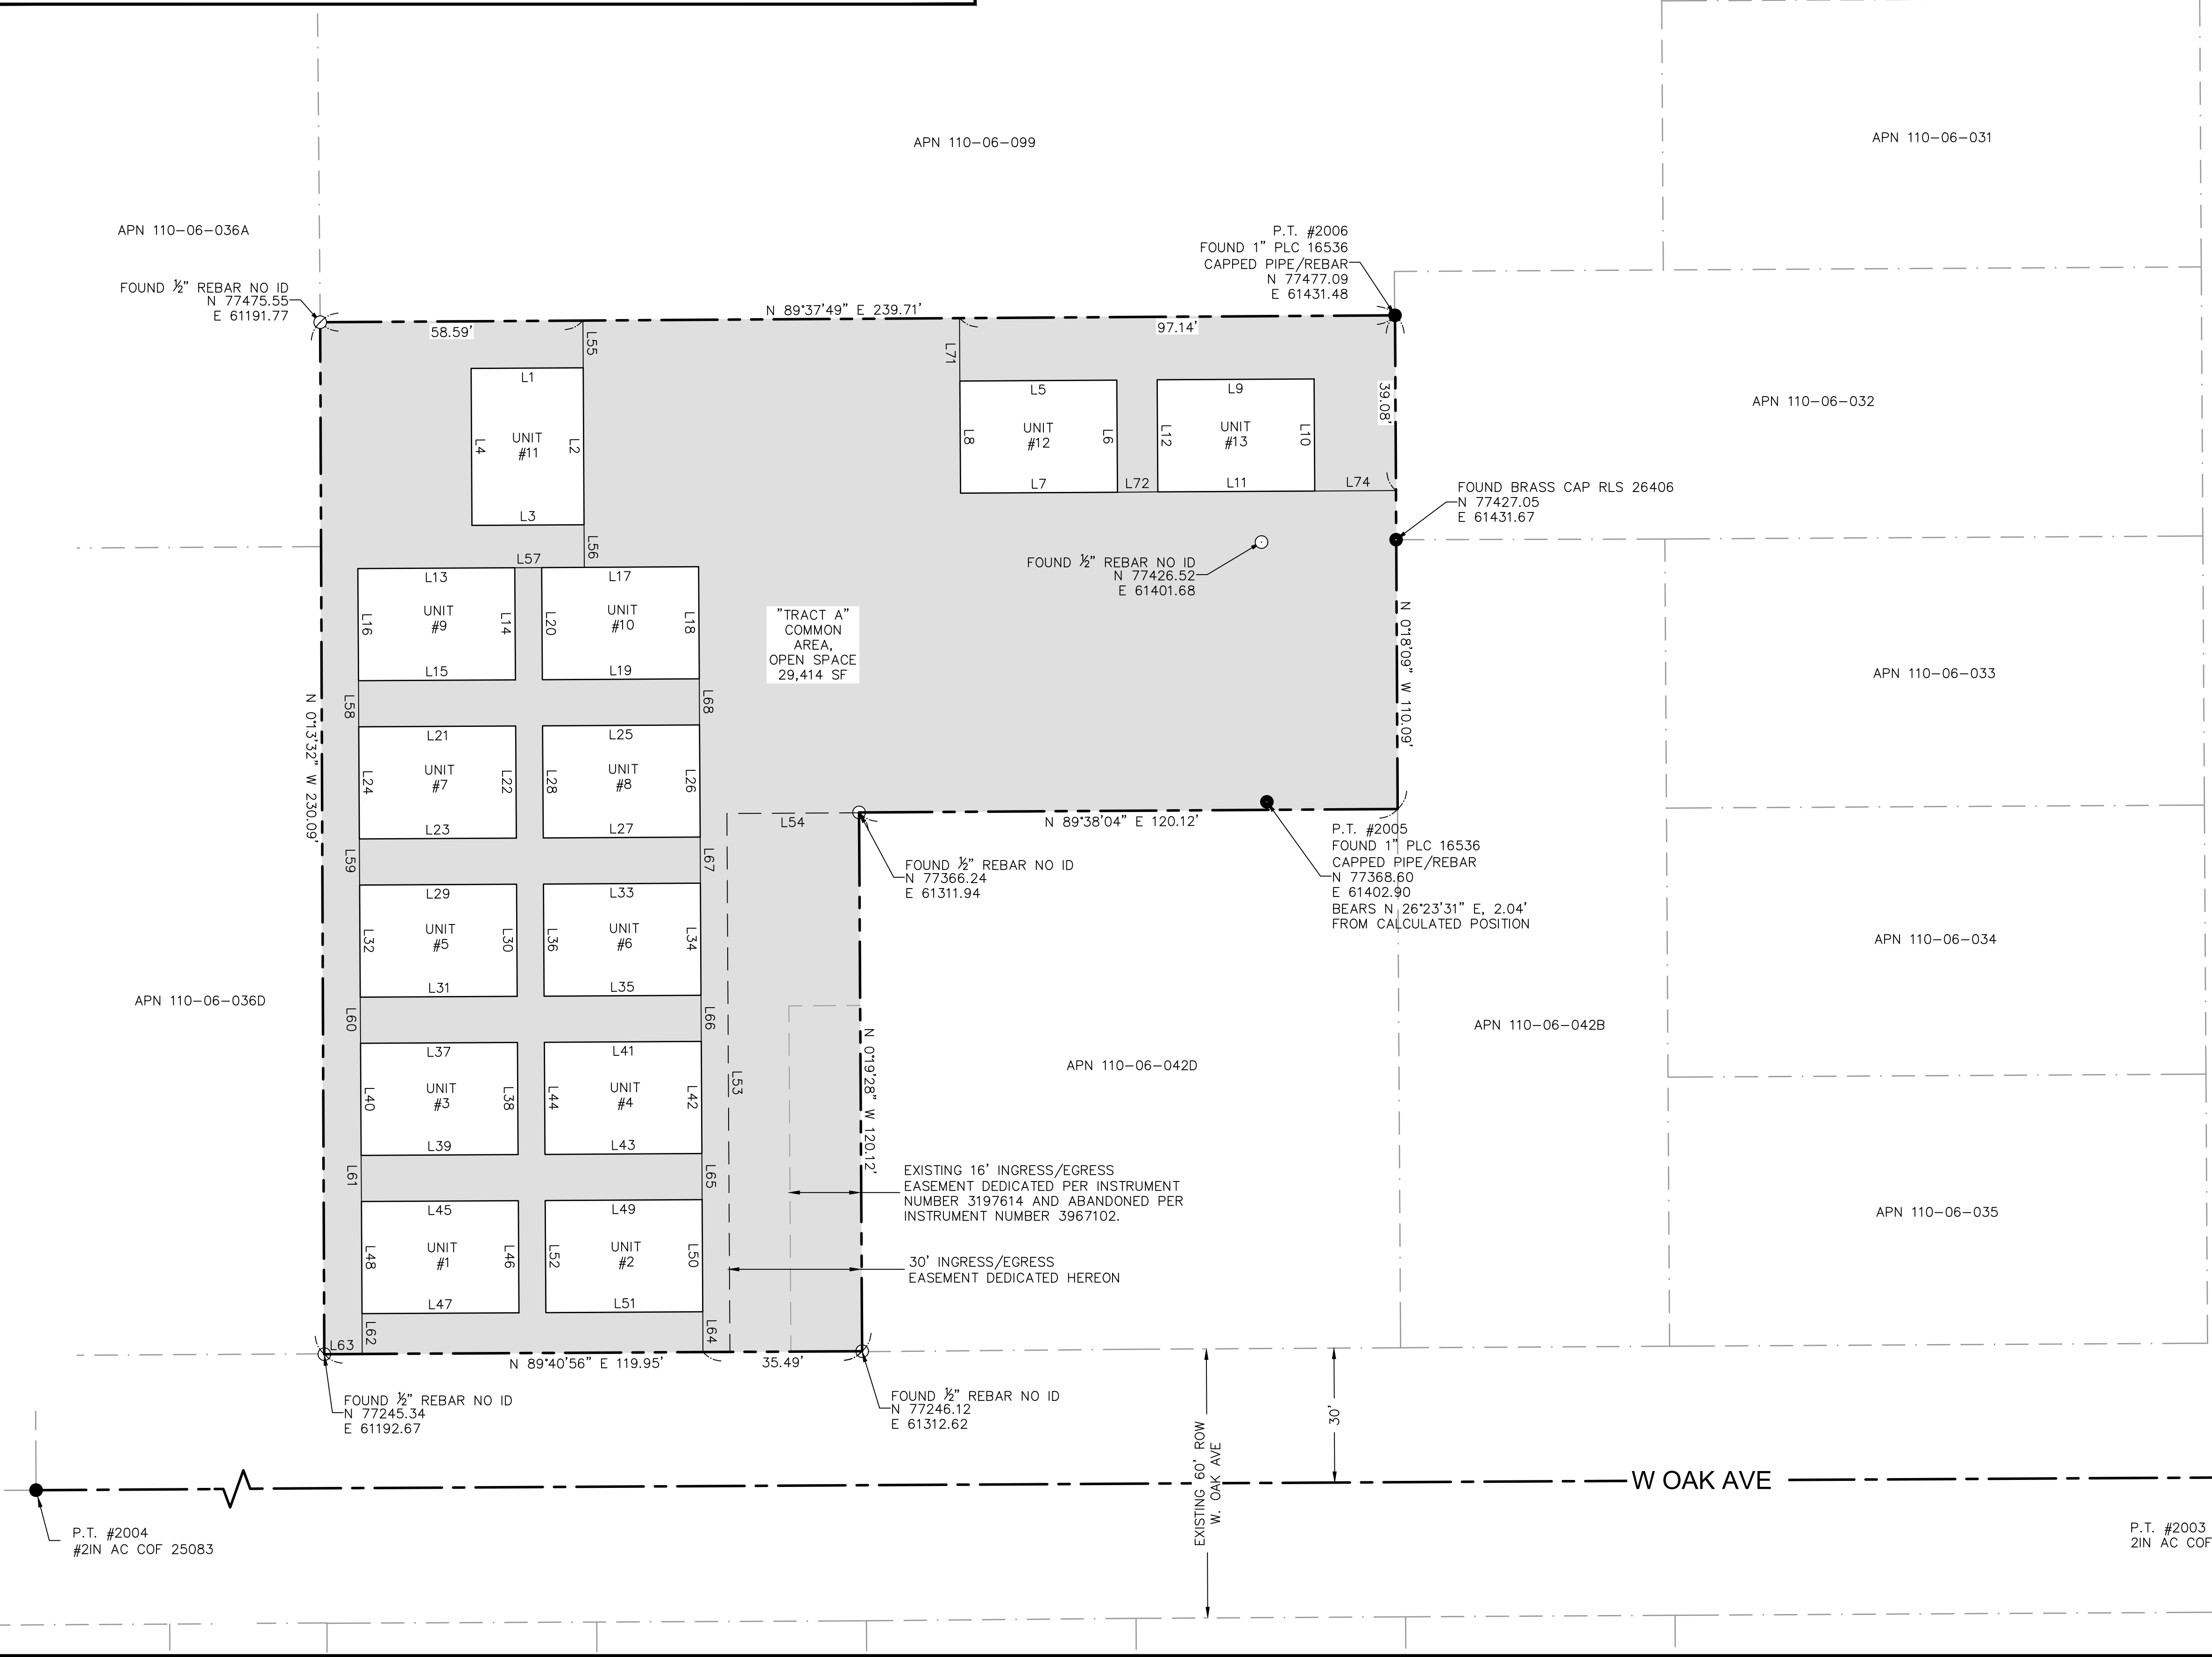 APN 110-06-099
APN 110-06-031
APN 110-06-036A
P.T. #2006
FOUND 1" PLC 16536
CAPPED PIPE/REBAR
N 77477.09
E 61431.48
FOUND ½" REBAR NO ID
N 77475.55
E 61191.77
N 89°37'49" E 239.71'
58.59'
97.14'
L55
L71
39.08'
APN 110-06-032
L1
L4
UNIT
#11
L2
L3
L5
L8
UNIT
#12
L6
L7
L9
L12
UNIT
#13
L10
L11
L72
L74
FOUND BRASS CAP RLS 26406
N 77427.05
E 61431.67
L56
L57
FOUND ½" REBAR NO ID
N 77426.52
E 61401.68
L13
L16
UNIT
#9
L14
L15
L17
L20
UNIT
#10
L18
L19
"TRACT A"
COMMON
AREA,
OPEN SPACE
29,414 SF
N 0°18'09" W 110.09'
APN 110-06-033
L58
L68
N 0°13'32" W 230.09'
L21
L24
UNIT
#7
L22
L23
L25
L28
UNIT
#8
L26
L27
L54
N 89°38'04" E 120.12'
P.T. #2005
FOUND 1" PLC 16536
CAPPED PIPE/REBAR
N 77368.60
E 61402.90
BEARS N 26°23'31" E, 2.04'
FROM CALCULATED POSITION
L59
L67
FOUND ½" REBAR NO ID
N 77366.24
E 61311.94
L29
L32
UNIT
#5
L30
L31
L33
L36
UNIT
#6
L34
L35
APN 110-06-034
APN 110-06-036D
L60
L66
APN 110-06-042B
L53
N 0°19'28" W 120.12'
APN 110-06-042D
L37
L40
UNIT
#3
L38
L39
L41
L44
UNIT
#4
L42
L43
L61
L65
EXISTING 16' INGRESS/EGRESS
EASEMENT DEDICATED PER INSTRUMENT
NUMBER 3197614 AND ABANDONED PER
INSTRUMENT NUMBER 3967102.
APN 110-06-035
L45
L48
UNIT
#1
L46
L47
L49
L52
UNIT
#2
L50
L51
30' INGRESS/EGRESS
EASEMENT DEDICATED HEREON
L62
L63
L64
N 89°40'56" E 119.95'
35.49'
FOUND ½" REBAR NO ID
N 77245.34
E 61192.67
FOUND ½" REBAR NO ID
N 77246.12
E 61312.62
EXISTING 60' ROW
W. OAK AVE
30'
W OAK AVE
P.T. #2004
#2IN AC COF 25083
P.T. #2003
2IN AC COF